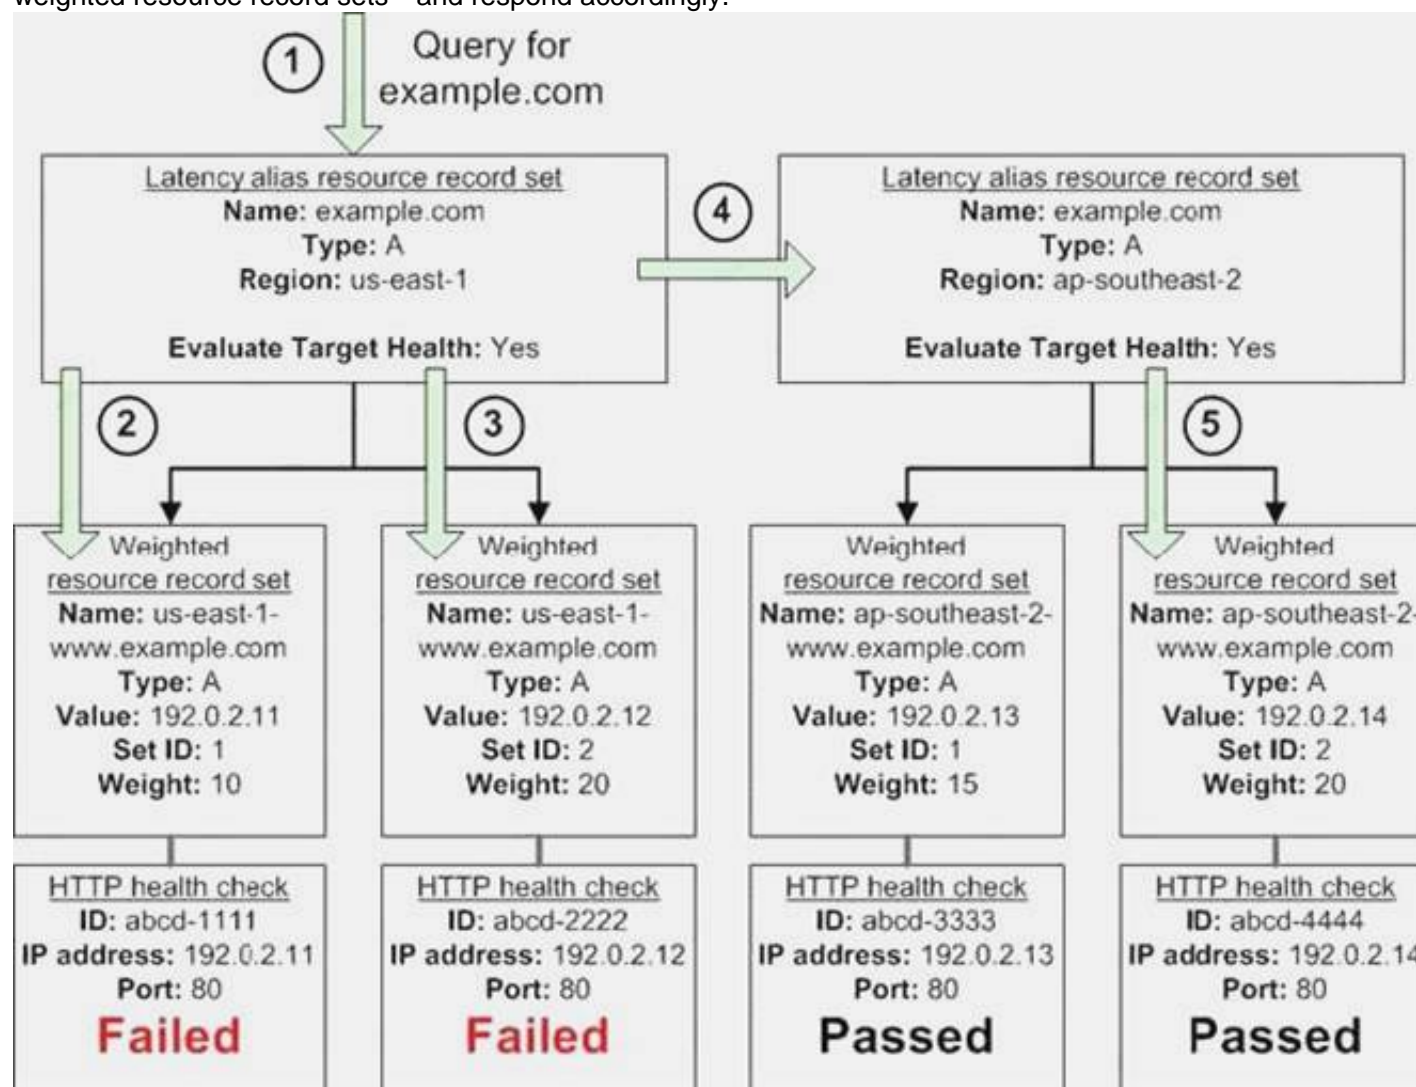 weighted resource record sets and respond accordingly.
1
Query for
example.com
Latency alias resource record set
Name: example.com
Type: A
Region: us-east-1
Evaluate Target Health: Yes
4
Latency alias resource record set
Name: example.com
Type: A
Region: ap-southeast-2
Evaluate Target Health: Yes
2
3
5
Weighted
resource record set
Name: us-east-1-
www.example.com
Type: A
Value: 192.0.2.11
Set ID: 1
Weight: 10
Weighted
resource record set
Name: us-east-1-
www.example.com
Type: A
Value: 192.0.2.12
Set ID: 2
Weight: 20
Weighted
resource record set
Name: ap-southeast-2-
www.example.com
Type: A
Value: 192.0.2.13
Set ID: 1
Weight: 15
Weighted
resource record set
Name: ap-southeast-2-
www.example.com
Type: A
Value: 192.0.2.14
Set ID: 2
Weight: 20
HTTP health check
ID: abcd-1111
IP address: 192.0.2.11
Port: 80
Failed
HTTP health check
ID: abcd-2222
IP address: 192.0.2.12
Port: 80
Failed
HTTP health check
ID: abcd-3333
IP address: 192.0.2.13
Port: 80
Passed
HTTP health check
ID: abcd-4444
IP address: 192.0.2.14
Port: 80
Passed